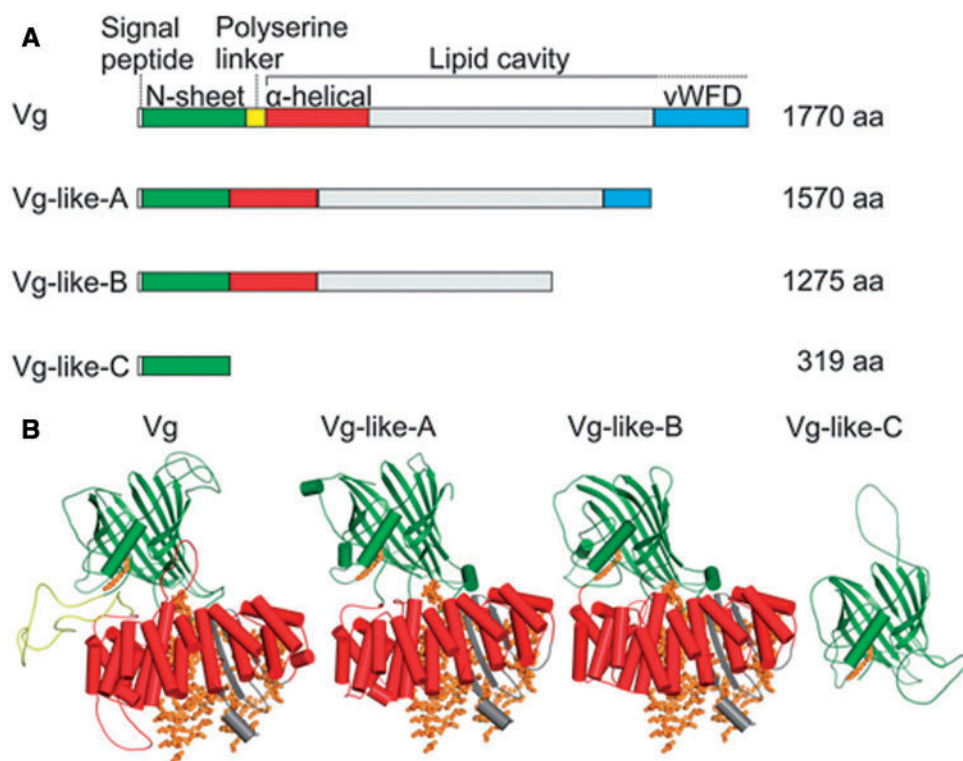 A
Signal peptide
Polyserine linker
Lipid cavity
N-sheet
α-helical
vWFD
Vg
1770 aa
Vg-like-A
1570 aa
Vg-like-B
1275 aa
Vg-like-C
319 aa
B
Vg
Vg-like-A
Vg-like-B
Vg-like-C